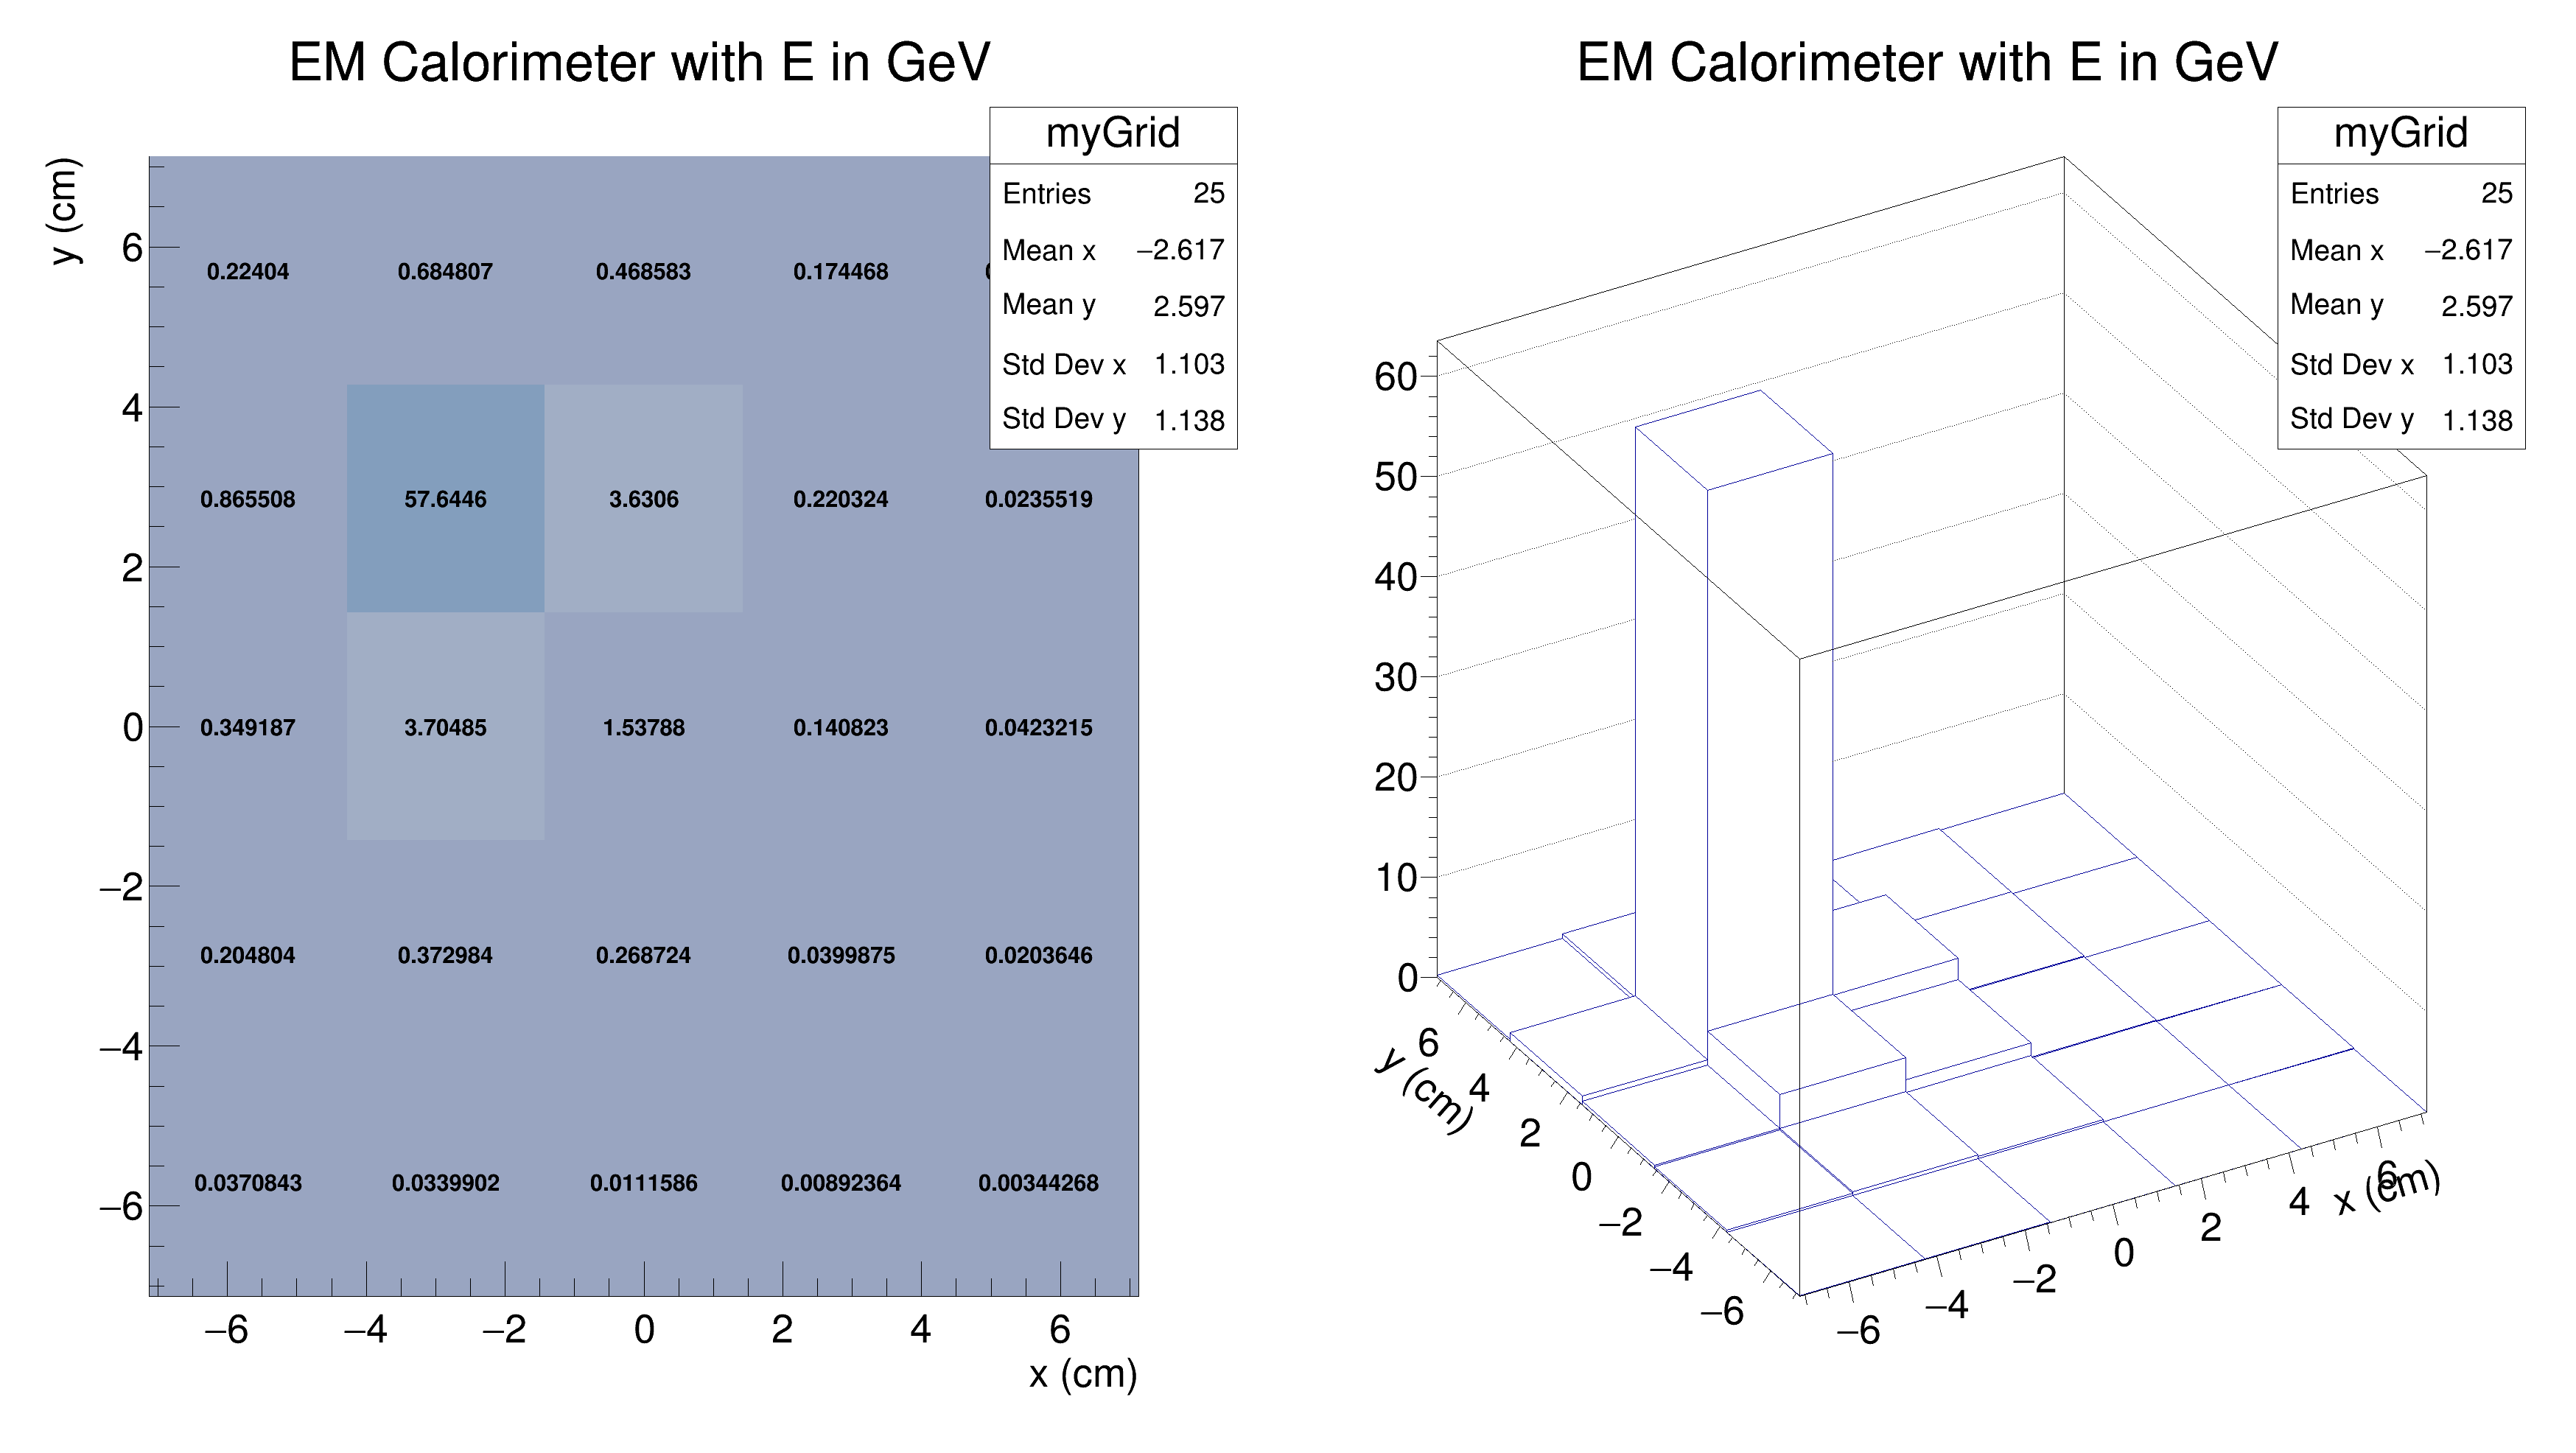 EM Calorimeter with E in GeV
myGrid
Entries 25
Mean x −2.617
Mean y 2.597
Std Dev x 1.103
Std Dev y 1.138
y (cm)
6
4
2
0
−2
−4
−6
0.22404 0.684807 0.468583 0.174468
0.865508 57.6446 3.6306 0.220324 0.0235519
0.349187 3.70485 1.53788 0.140823 0.0423215
0.204804 0.372984 0.268724 0.0399875 0.0203646
0.0370843 0.0339902 0.0111586 0.00892364 0.00344268
−6 −4 −2 0 2 4 6
x (cm)
EM Calorimeter with E in GeV
myGrid
Entries 25
Mean x −2.617
Mean y 2.597
Std Dev x 1.103
Std Dev y 1.138
60
50
40
30
20
10
0
y (cm)
6
4
2
0
−2
−4
−6
−6 −4 −2 0 2 4 6
x (cm)